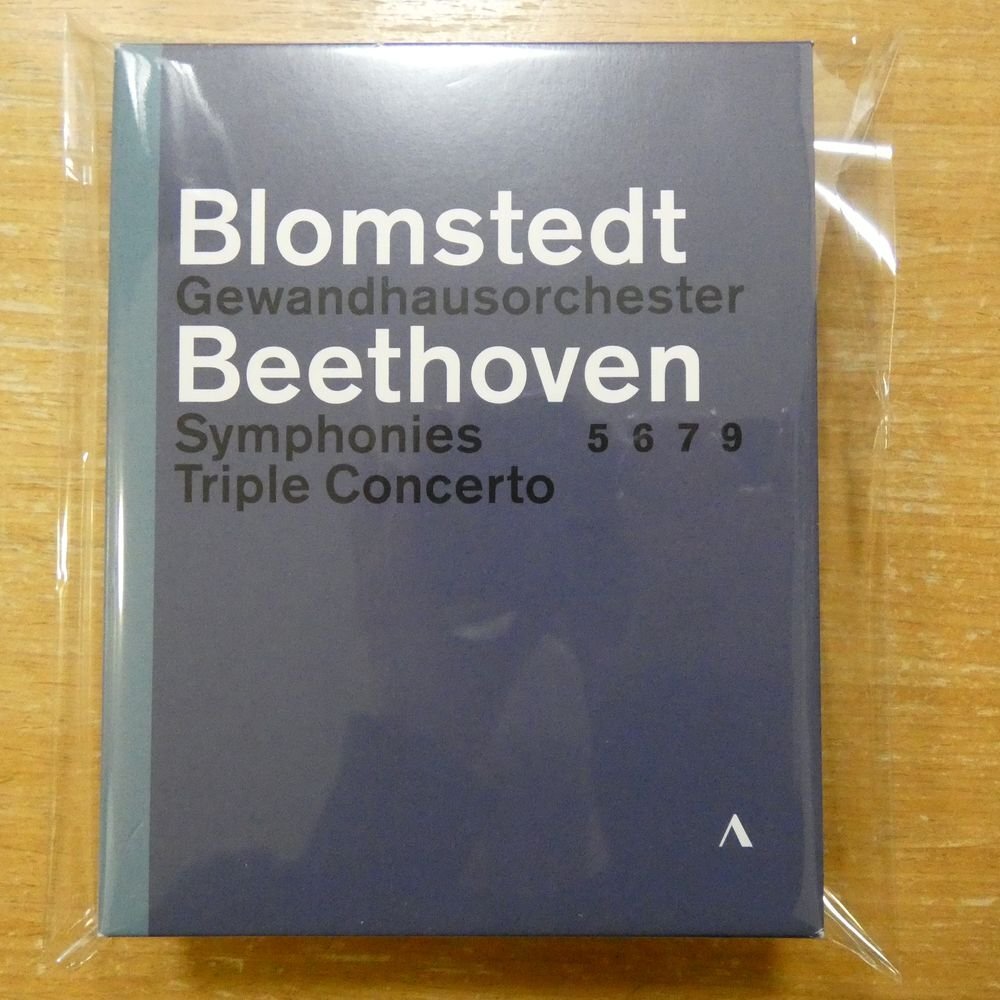 Blomstedt
Gewandhausorchester
Beethoven
Symphonies 5 6 7 9
Triple Concerto